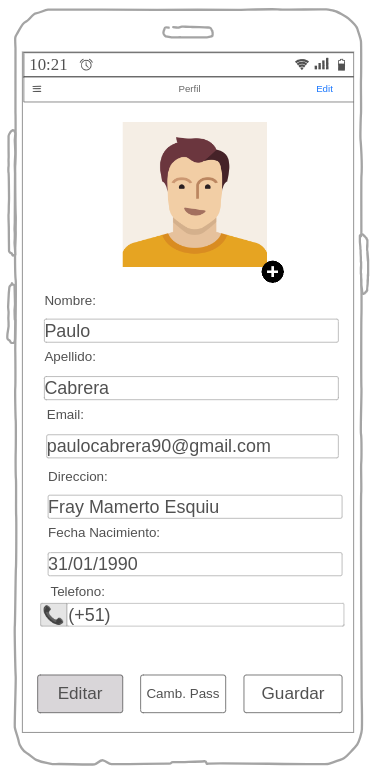 10:21
Perfil
Edit
Nombre:
Paulo
Apellido:
Cabrera
Email:
paulocabrera90@gmail.com
Direccion:
Fray Mamerto Esquiu
Fecha Nacimiento:
31/01/1990
Telefono:
(+51)
Editar
Camb. Pass
Guardar